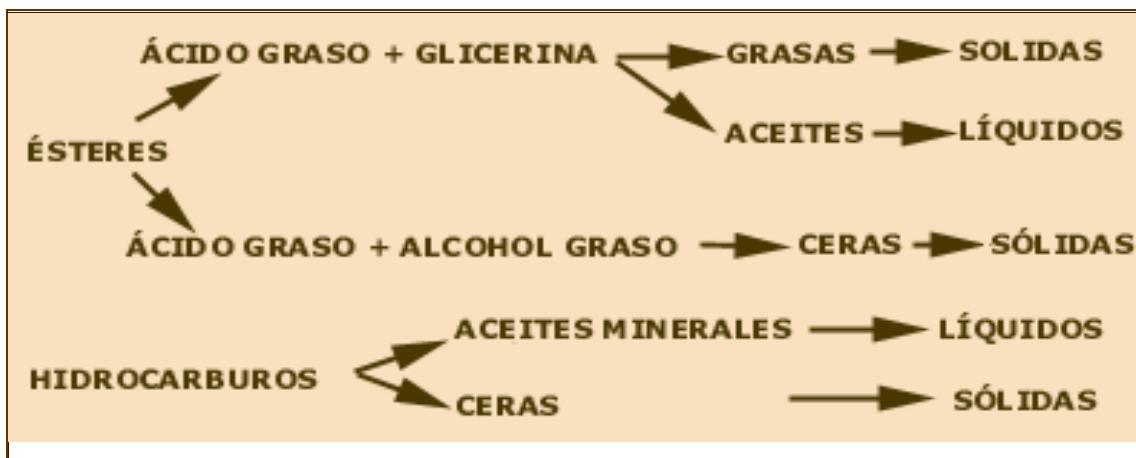 ÁCIDO GRASO + GLICERINA GRASAS SOLIDAS
ACEITES LÍQUIDOS
ÉSTERES
ÁCIDO GRASO + ALCOHOL GRASO CERAS SÓLIDAS
ACEITES MINERALES LÍQUIDOS
HIDROCARBUROS
CERAS SÓLIDAS